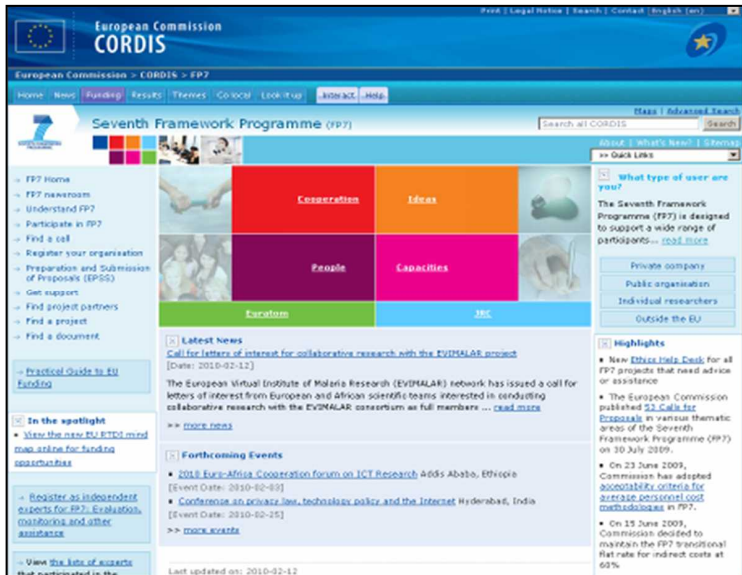 Print | Legal Notice | Search | Contact English (en)
European Commission
CORDIS
European Commission > CORDIS > FP7
Home News Funding Results Themes Go local Look it up Interact Help
Maps | Advanced Search
Seventh Framework Programme (FP7)
Search all CORDIS Search
About | What's New? | Sitemap
>> Quick Links
FP7 Home
FP7 newsroom
Understand FP7
Participate in FP7
Find a call
Register your organisation
Preparation and Submission
of Proposals (EPSS)
Get support
Find project partners
Find a project
Find a document
Practical Guide to EU
Funding
In the spotlight
View the new EU RTDI mind
map online for funding
opportunities
Register as independent
experts for FP7: Evaluation,
monitoring and other
assistance
View the lists of experts
that participated in the
Cooperation
Ideas
People
Capacities
Euratom
JRC
Latest News
Call for letters of interest for collaborative research with the EVIMALAR project
[Date: 2010-02-12]
The European Virtual Institute of Malaria Research (EVIMALAR) network has issued a call for
letters of interest from European and African scientific teams interested in conducting
collaborative research with the EVIMALAR consortium as full members ... read more
>> more news
Forthcoming Events
2010 Euro-Africa Cooperation forum on ICT Research Addis Ababa, Ethiopia
[Event Date: 2010-02-03]
Conference on privacy law, technology policy and the Internet Hyderabad, India
[Event Date: 2010-02-25]
>> more events
Last updated on: 2010-02-12
What type of user are
you?
The Seventh Framework
Programme (FP7) is designed
to support a wide range of
participants... read more
Private company
Public organisation
Individual researchers
Outside the EU
Highlights
New Ethics Help Desk for all
FP7 projects that need advice
or assistance
The European Commission
published 53 Calls for
Proposals in various thematic
areas of the Seventh
Framework Programme (FP7)
on 30 July 2009.
On 23 June 2009,
Commission has adopted
acceptability criteria for
average personnel cost
methodologies in FP7.
On 15 June 2009,
Commission decided to
maintain the FP7 transitional
flat rate for indirect costs at
60%